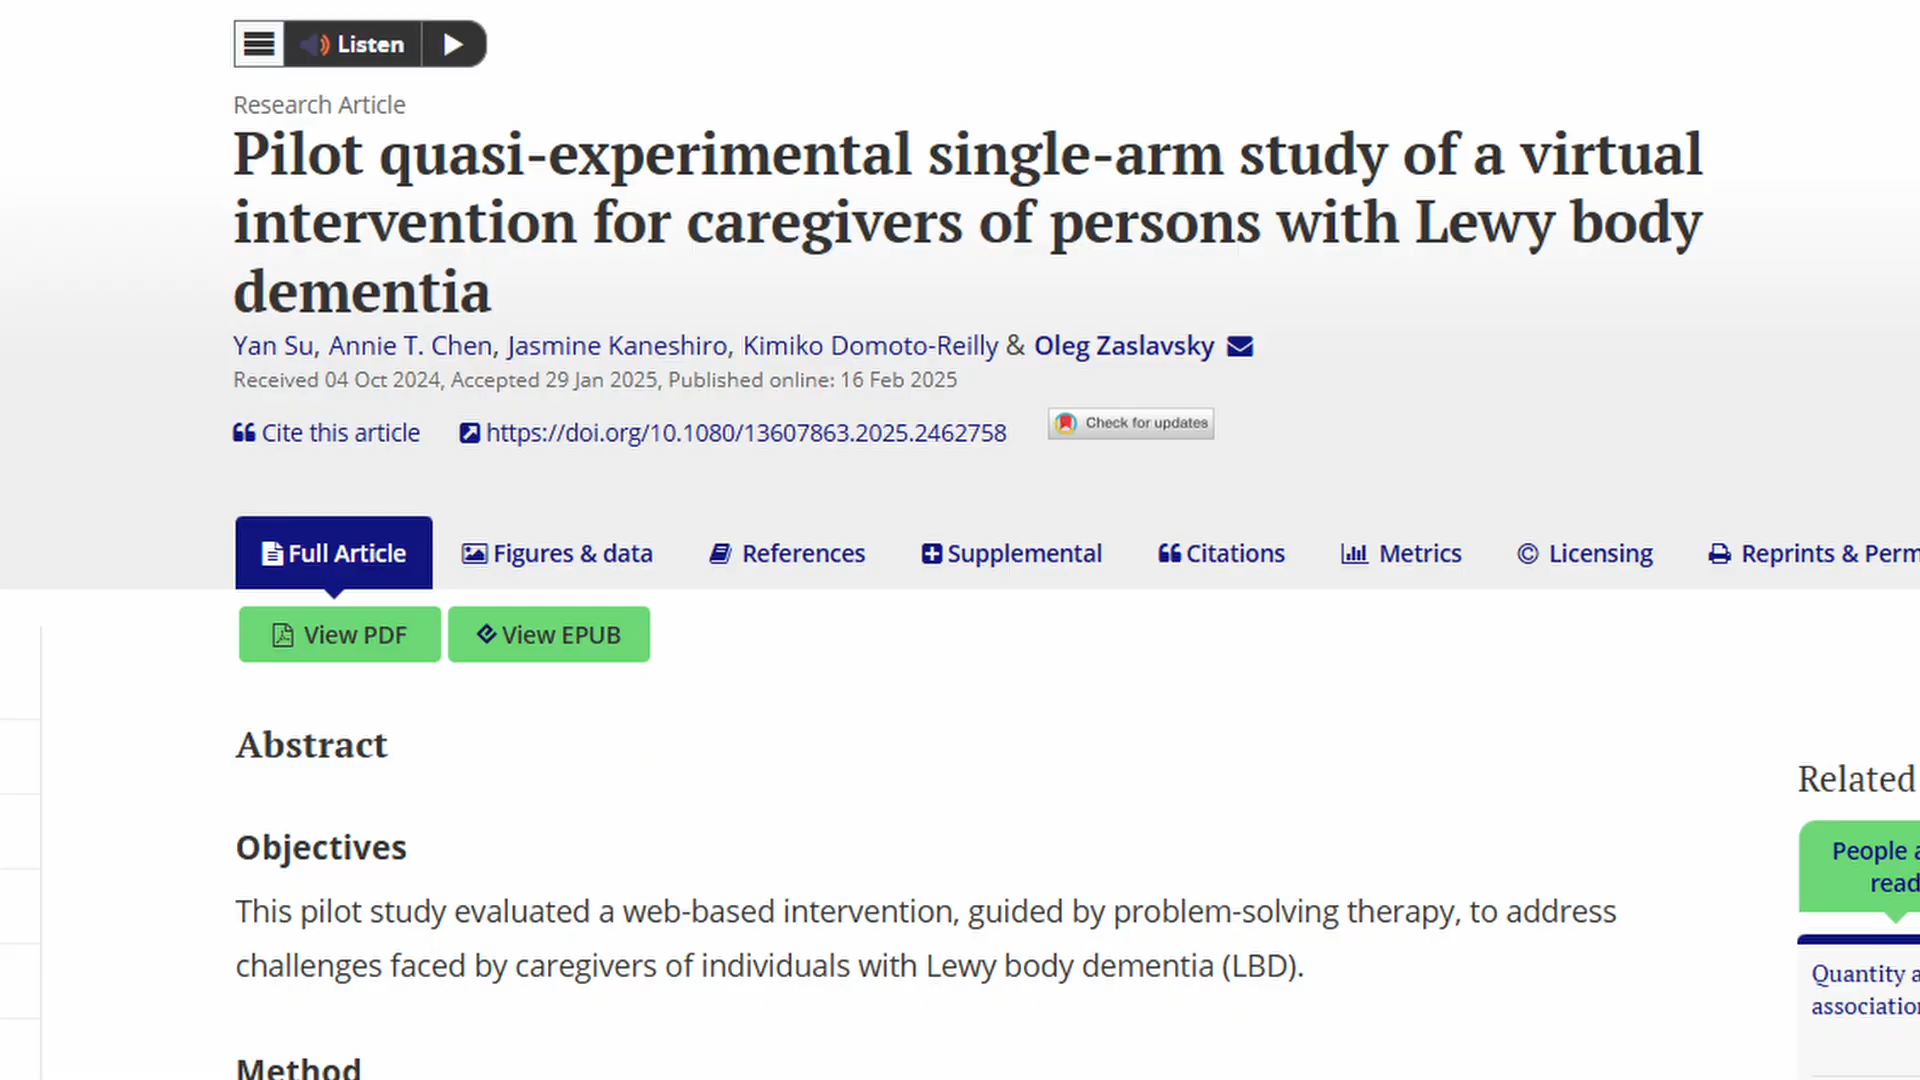 Listen
Research Article
Pilot quasi-experimental single-arm study of a virtual
intervention for caregivers of persons with Lewy body
dementia
Yan Su, Annie T. Chen, Jasmine Kaneshiro, Kimiko Domoto-Reilly & Oleg Zaslavsky
Received 04 Oct 2024, Accepted 29 Jan 2025, Published online: 16 Feb 2025
Cite this article https://doi.org/10.1080/13607863.2025.2462758 Check for updates
Full Article Figures & data References Supplemental Citations Metrics Licensing Reprints & Perm
View PDF View EPUB
Abstract
Objectives
This pilot study evaluated a web-based intervention, guided by problem-solving therapy, to address
challenges faced by caregivers of individuals with Lewy body dementia (LBD).
Method
Related
People a
read
Quantity a
association